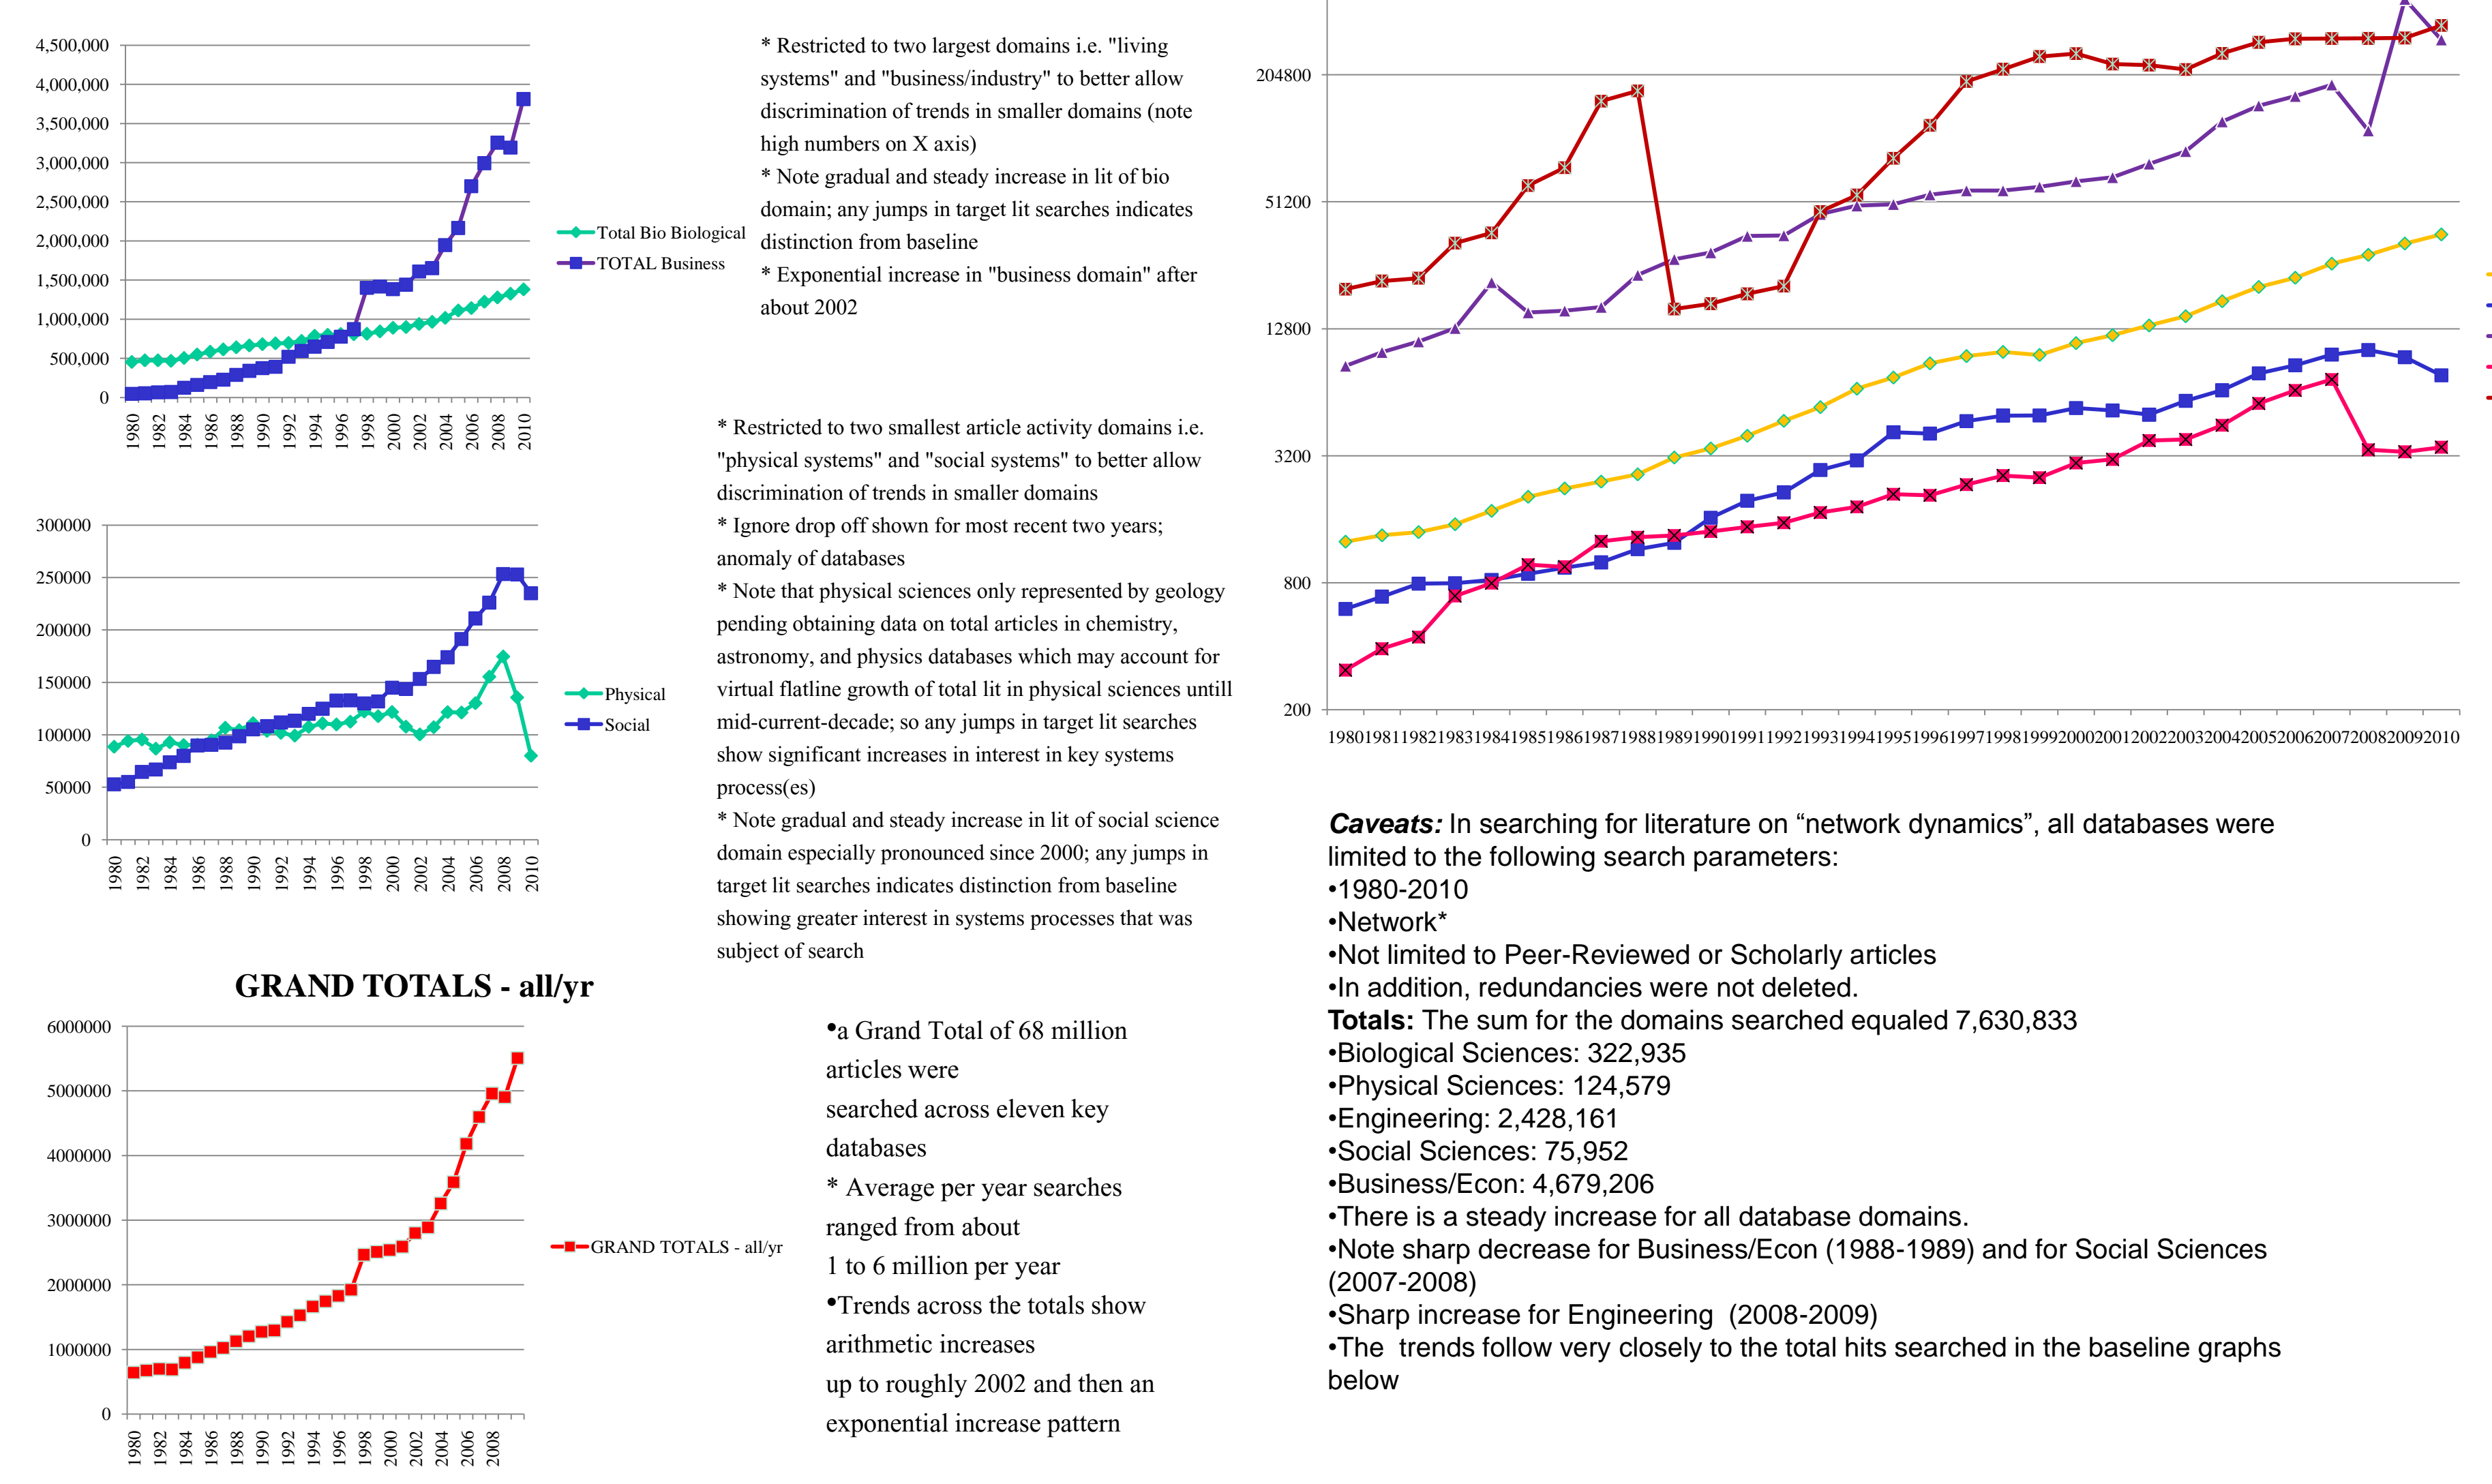 4,500,000
4,000,000
3,500,000
3,000,000
2,500,000
2,000,000
1,500,000
1,000,000
500,000
0
1980
1982
1984
1986
1988
1990
1992
1994
1996
1998
2000
2002
2004
2006
2008
2010
Total Bio Biological
TOTAL Business
* Restricted to two largest domains i.e. "living
systems" and "business/industry" to better allow
discrimination of trends in smaller domains (note
high numbers on X axis)
* Note gradual and steady increase in lit of bio
domain; any jumps in target lit searches indicates
distinction from baseline
* Exponential increase in "business domain" after
about 2002
300000
250000
200000
150000
100000
50000
0
1980
1982
1984
1986
1988
1990
1992
1994
1996
1998
2000
2002
2004
2006
2008
2010
Physical
Social
* Restricted to two smallest article activity domains i.e.
"physical systems" and "social systems" to better allow
discrimination of trends in smaller domains
* Ignore drop off shown for most recent two years;
anomaly of databases
* Note that physical sciences only represented by geology
pending obtaining data on total articles in chemistry,
astronomy, and physics databases which may account for
virtual flatline growth of total lit in physical sciences untill
mid-current-decade; so any jumps in target lit searches
show significant increases in interest in key systems
process(es)
* Note gradual and steady increase in lit of social science
domain especially pronounced since 2000; any jumps in
target lit searches indicates distinction from baseline
showing greater interest in systems processes that was
subject of search
GRAND TOTALS - all/yr
6000000
5000000
4000000
3000000
2000000
1000000
0
1980
1982
1984
1986
1988
1990
1992
1994
1996
1998
2000
2002
2004
2006
2008
GRAND TOTALS - all/yr
•a Grand Total of 68 million
articles were
searched across eleven key
databases
* Average per year searches
ranged from about
1 to 6 million per year
•Trends across the totals show
arithmetic increases
up to roughly 2002 and then an
exponential increase pattern
204800
51200
12800
3200
800
200
1980198119821983198419851986198719881989199019911992199319941995199619971998199920002001200220032004200520062007200820092010
Caveats: In searching for literature on “network dynamics”, all databases were
limited to the following search parameters:
•1980-2010
•Network*
•Not limited to Peer-Reviewed or Scholarly articles
•In addition, redundancies were not deleted.
Totals: The sum for the domains searched equaled 7,630,833
•Biological Sciences: 322,935
•Physical Sciences: 124,579
•Engineering: 2,428,161
•Social Sciences: 75,952
•Business/Econ: 4,679,206
•There is a steady increase for all database domains.
•Note sharp decrease for Business/Econ (1988-1989) and for Social Sciences
(2007-2008)
•Sharp increase for Engineering  (2008-2009)
•The  trends follow very closely to the total hits searched in the baseline graphs
below